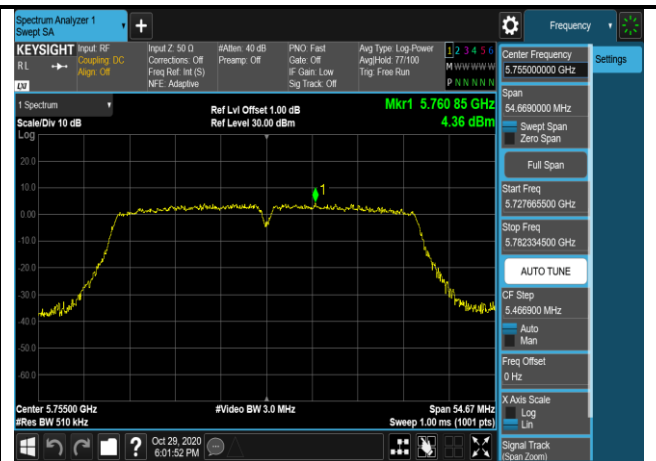 Spectrum Analyzer 1
Swept SA
+
Frequency
KEYSIGHT
RL
LXI
Input: RF
Coupling: DC
Align: Off
Input Z: 50 Ω
Corrections: Off
Freq Ref: Int (S)
NFE: Adaptive
#Atten: 40 dB
Preamp: Off
PNO: Fast
Gate: Off
IF Gain: Low
Sig Track: Off
Avg Type: Log-Power
Avg|Hold: 77/100
Trig: Free Run
1 2 3 4 5 6
M W W W W W
P N N N N N
Center Frequency
5.755000000 GHz
Settings
Span
54.6690000 MHz
Swept Span
Zero Span
Full Span
Start Freq
5.727665500 GHz
Stop Freq
5.782334500 GHz
AUTO TUNE
CF Step
5.466900 MHz
Auto
Man
Freq Offset
0 Hz
X Axis Scale
Log
Lin
Signal Track
(Span Zoom)
1 Spectrum
Scale/Div 10 dB
Log
Ref Lvl Offset 1.00 dB
Ref Level 30.00 dBm
Mkr1 5.760 85 GHz
4.36 dBm
1
20.0
10.0
0.00
-10.0
-20.0
-30.0
-40.0
-50.0
-60.0
Center 5.75500 GHz
#Res BW 510 kHz
#Video BW 3.0 MHz
Span 54.67 MHz
Sweep 1.00 ms (1001 pts)
?
Oct 29, 2020
6:01:52 PM